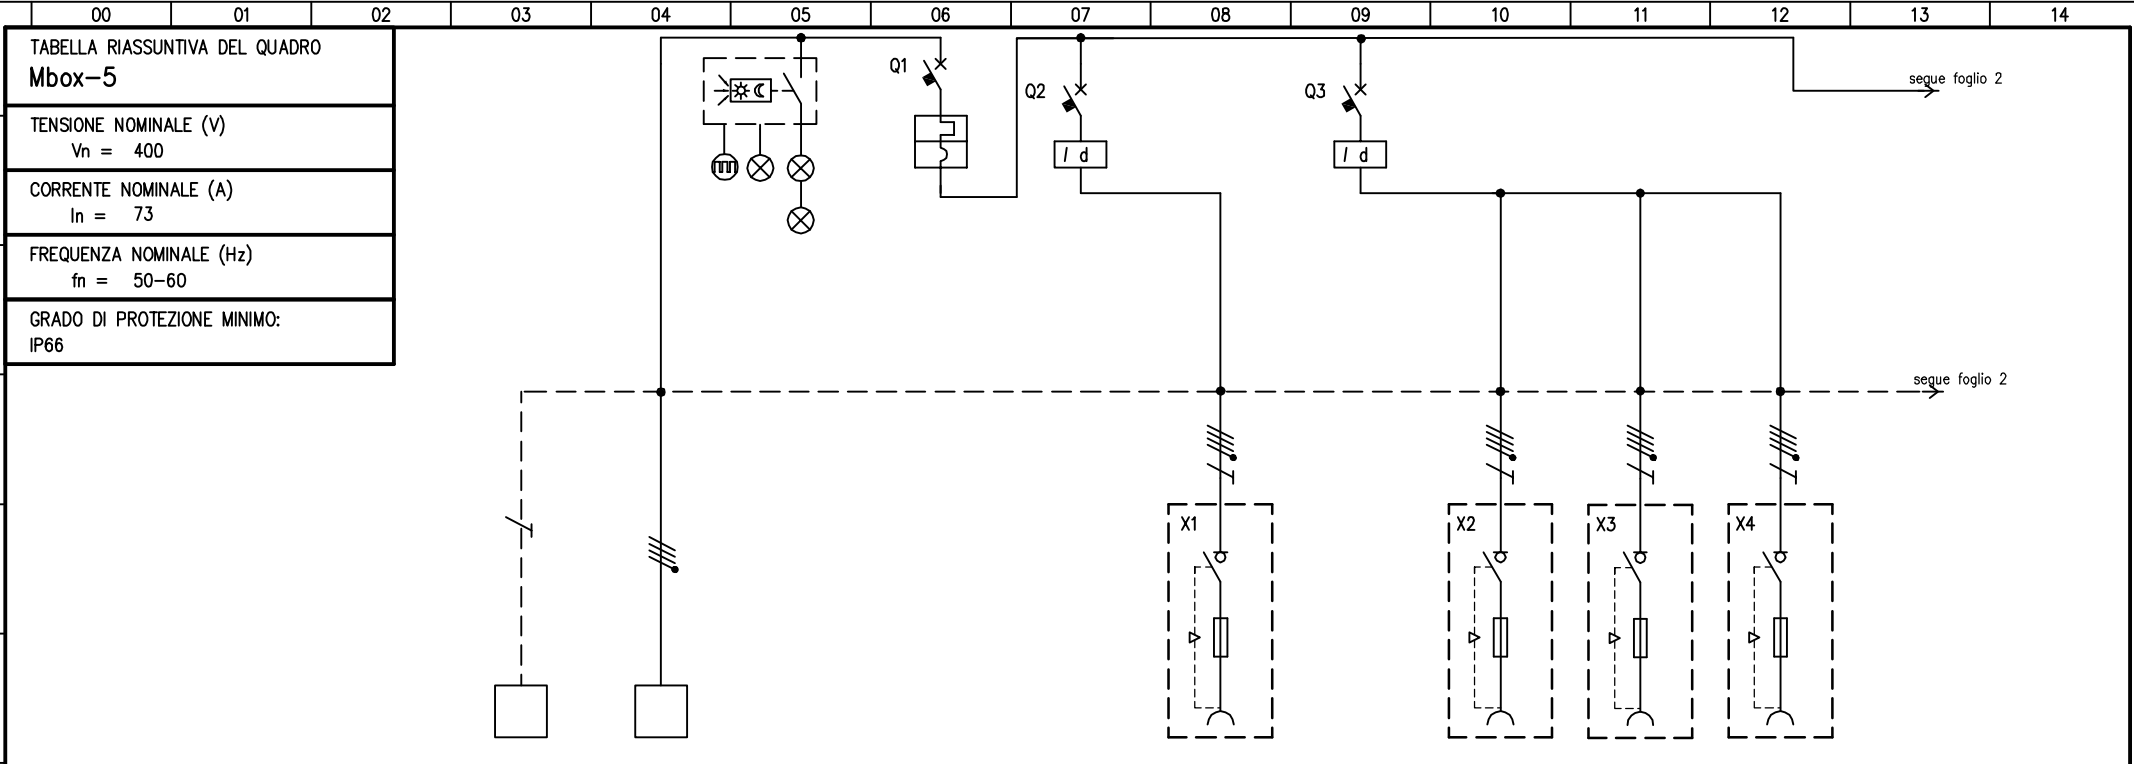 00 01 02 03 04 05 06 07 08 09 10 11 12 13 14
TABELLA RIASSUNTIVA DEL QUADRO
Mbox-5
TENSIONE NOMINALE (V)
Vn = 400
CORRENTE NOMINALE (A)
In = 73
FREQUENZA NOMINALE (Hz)
fn = 50-60
GRADO DI PROTEZIONE MINIMO:
IP66
Q1
Q2
Q3
segue foglio 2
I d
I d
segue foglio 2
X1
X2
X3
X4